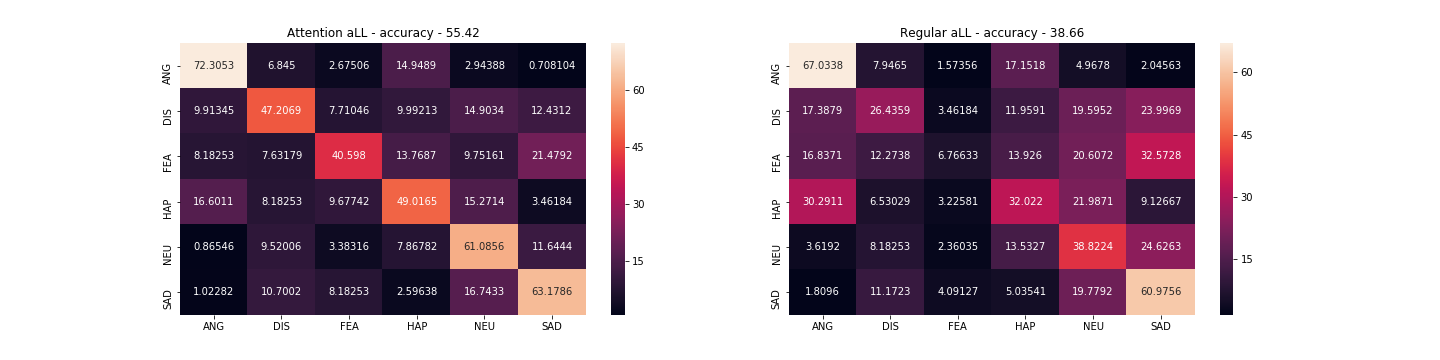 Attention aLL - accuracy - 55.42
ANG 72.3053 6.845 2.67506 14.9489 2.94388 0.708104
DIS 9.91345 47.2069 7.71046 9.99213 14.9034 12.4312
FEA 8.18253 7.63179 40.598 13.7687 9.75161 21.4792
HAP 16.6011 8.18253 9.67742 49.0165 15.2714 3.46184
NEU 0.86546 9.52006 3.38316 7.86782 61.0856 11.6444
SAD 1.02282 10.7002 8.18253 2.59638 16.7433 63.1786
ANG DIS FEA HAP NEU SAD
60
45
30
15
Regular aLL - accuracy - 38.66
ANG 67.0338 7.9465 1.57356 17.1518 4.9678 2.04563
DIS 17.3879 26.4359 3.46184 11.9591 19.5952 23.9969
FEA 16.8371 12.2738 6.76633 13.926 20.6072 32.5728
HAP 30.2911 6.53029 3.22581 32.022 21.9871 9.12667
NEU 3.6192 8.18253 2.36035 13.5327 38.8224 24.6263
SAD 1.8096 11.1723 4.09127 5.03541 19.7792 60.9756
ANG DIS FEA HAP NEU SAD
60
45
30
15